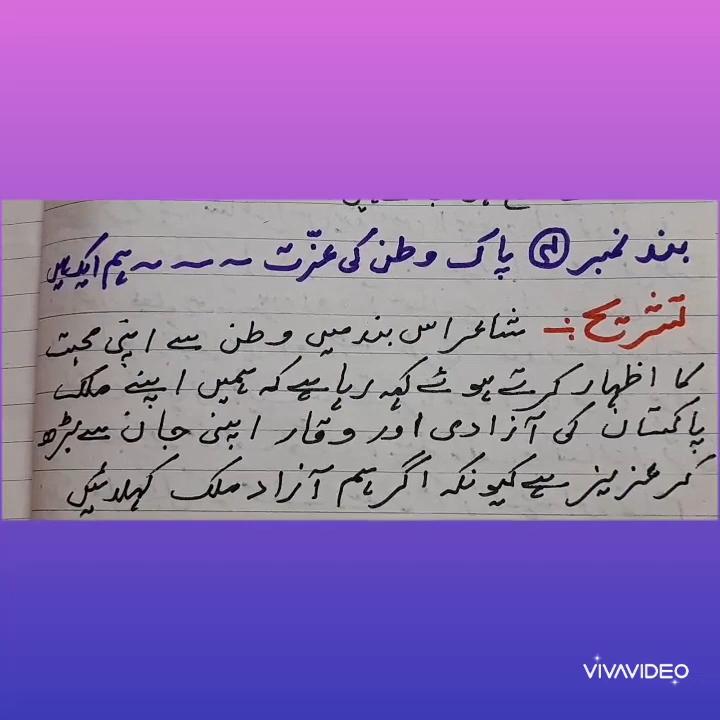 بند نمبر ④ پاک وطن کی عزّت ~ ~ ~ ~ ہم ایک ہیں
تشریح :- شاعر اس بند میں وطن سے اپنی محبت
کا اظہار کرتے ہوئے کہہ رہا ہے کہ ہمیں اپنے ملک
پاکستان کی آزادی اور وقار اپنی جان سے بڑھ
کر عزیز ہے کیونکہ اگر ہم آزاد ملک کہلائیں
VIVAVIDEO